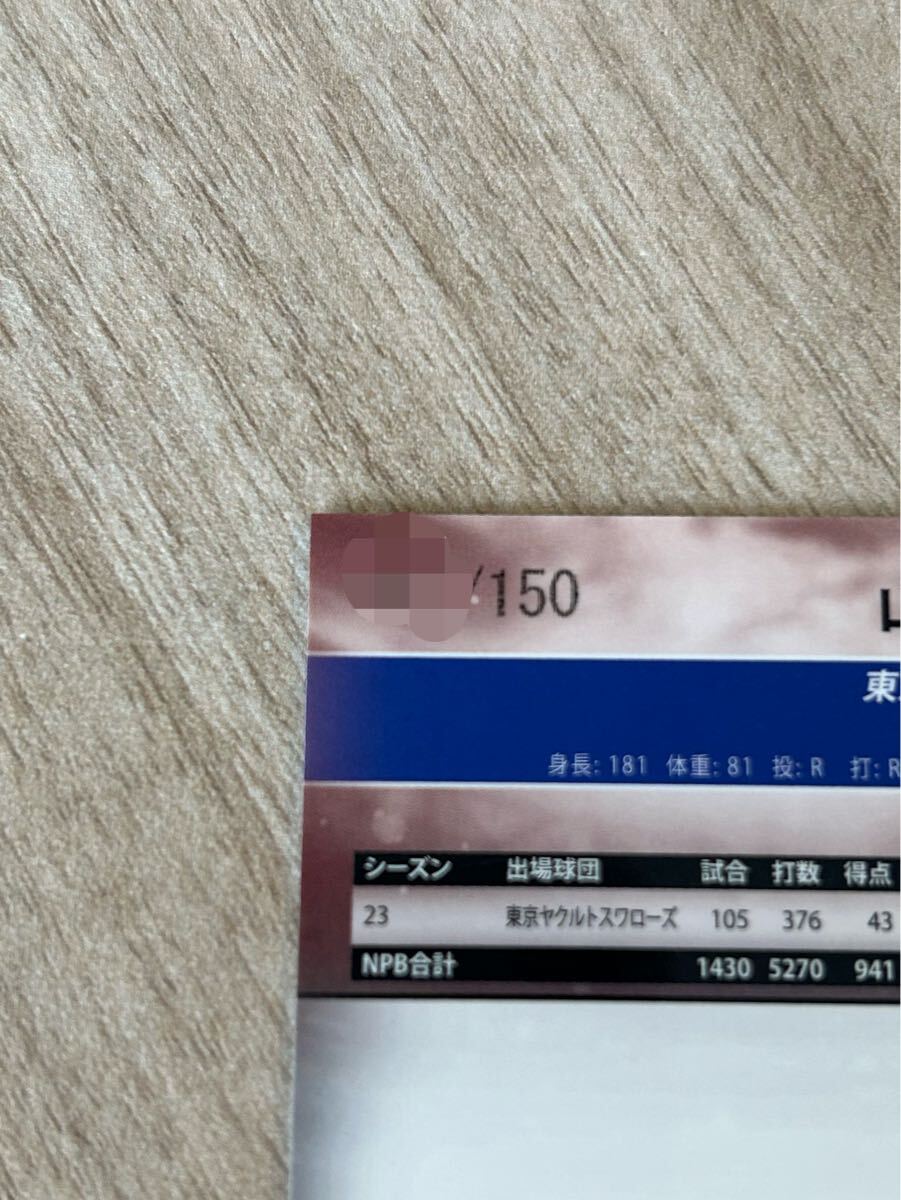 /150
東
身長: 181 体重: 81 投: R 打: R
シーズン 出場球団 試合 打数 得点
23 東京ヤクルトスワローズ 105 376 43
NPB合計 1430 5270 941